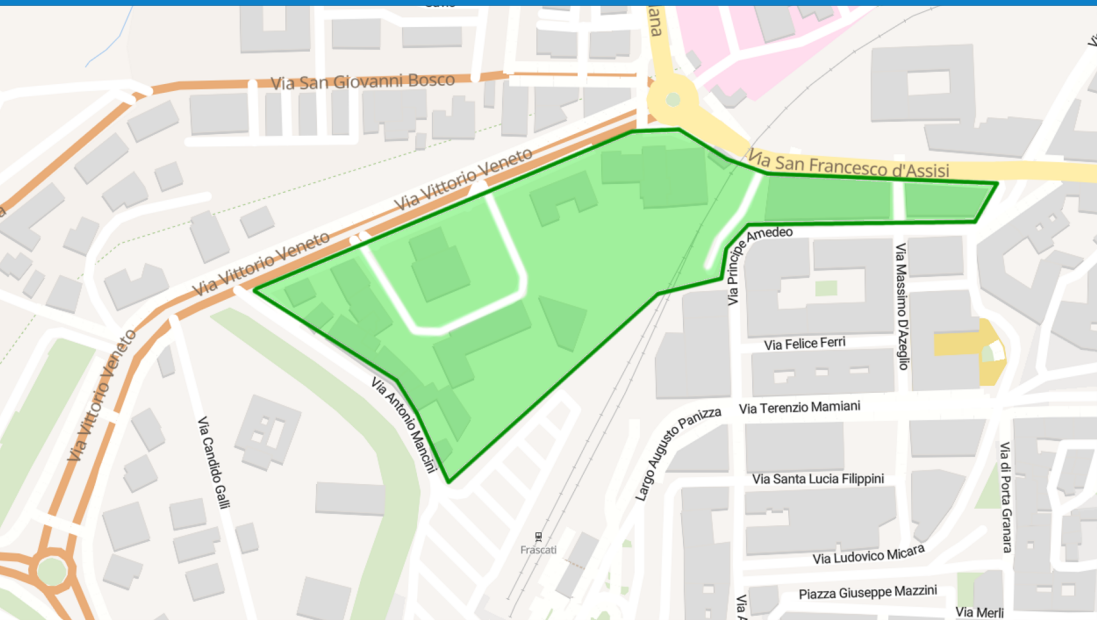 Via San Giovanni Bosco
Via Vittorio Veneto
Via San Francesco d'Assisi
Via Vittorio Veneto
Via Principe Amedeo
Via Massimo D'Azeglio
Via Vittorio Veneto
Via Felice Ferri
Via Antonio Mancini
Via Terenzio Mamiani
Largo Augusto Panizza
Via Candido Galli
Via Santa Lucia Filippini
Via di Porta Granara
Frascati
Via Ludovico Micara
Piazza Giuseppe Mazzini
Via Merli